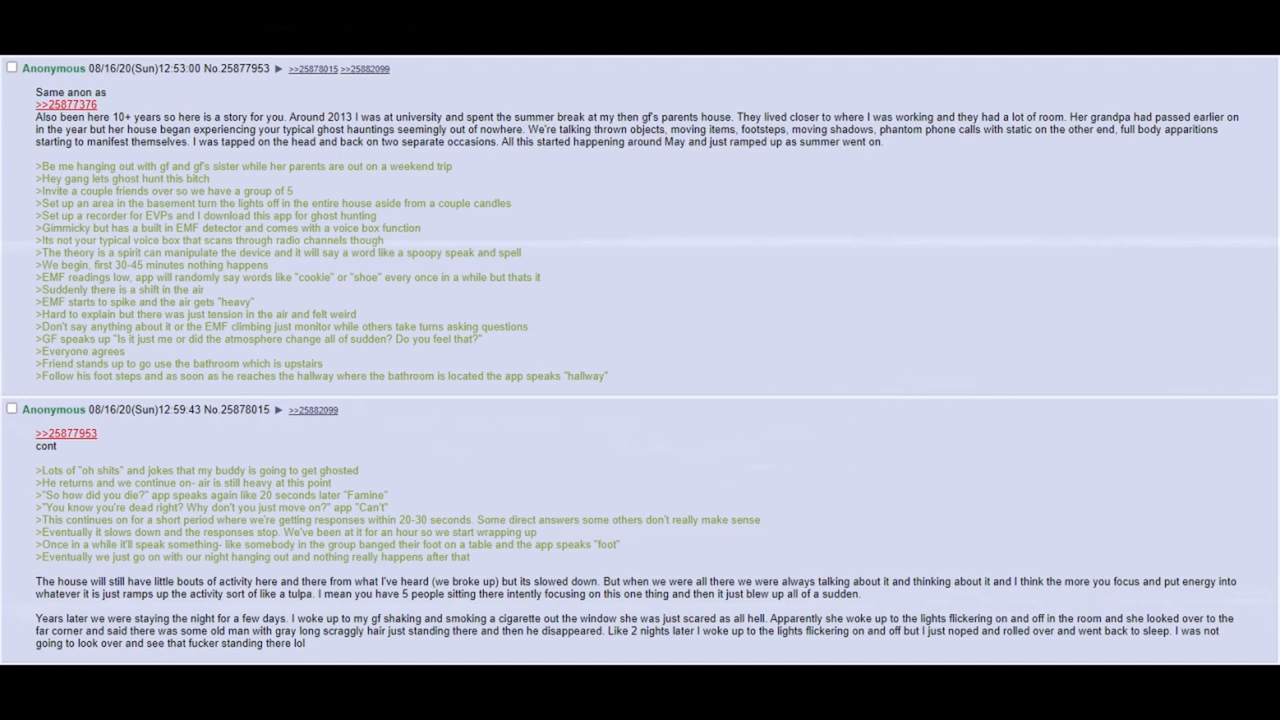 Anonymous 08/16/20(Sun)12:53:00 No.25877953 ▶ >>25878015 >>25882099
Same anon as
>>25877376
Also been here 10+ years so here is a story for you. Around 2013 I was at university and spent the summer break at my then gf's parents house. They lived closer to where I was working and they had a lot of room. Her grandpa had passed earlier on
in the year but her house began experiencing your typical ghost hauntings seemingly out of nowhere. We're talking thrown objects, moving items, footsteps, moving shadows, phantom phone calls with static on the other end, full body apparitions
starting to manifest themselves. I was tapped on the head and back on two separate occasions. All this started happening around May and just ramped up as summer went on.
>Be me hanging out with gf and gf's sister while her parents are out on a weekend trip
>Hey gang lets ghost hunt this bitch
>Invite a couple friends over so we have a group of 5
>Set up an area in the basement turn the lights off in the entire house aside from a couple candles
>Set up a recorder for EVPs and I download this app for ghost hunting
>Gimmicky but has a built in EMF detector and comes with a voice box function
>Its not your typical voice box that scans through radio channels though
>The theory is a spirit can manipulate the device and it will say a word like a spoopy speak and spell
>We begin, first 30-45 minutes nothing happens
>EMF readings low, app will randomly say words like "cookie" or "shoe" every once in a while but thats it
>Suddenly there is a shift in the air
>EMF starts to spike and the air gets "heavy"
>Hard to explain but there was just tension in the air and felt weird
>Don't say anything about it or the EMF climbing just monitor while others take turns asking questions
>GF speaks up "Is it just me or did the atmosphere change all of sudden? Do you feel that?"
>Everyone agrees
>Friend stands up to go use the bathroom which is upstairs
>Follow his foot steps and as soon as he reaches the hallway where the bathroom is located the app speaks "hallway"
Anonymous 08/16/20(Sun)12:59:43 No.25878015 ▶ >>25882099
>>25877953
cont
>Lots of "oh shits" and jokes that my buddy is going to get ghosted
>He returns and we continue on- air is still heavy at this point
>"So how did you die?" app speaks again like 20 seconds later "Famine"
>"You know you're dead right? Why don't you just move on?" app "Can't"
>This continues on for a short period where we're getting responses within 20-30 seconds. Some direct answers some others don't really make sense
>Eventually it slows down and the responses stop. We've been at it for an hour so we start wrapping up
>Once in a while it'll speak something- like somebody in the group banged their foot on a table and the app speaks "foot"
>Eventually we just go on with our night hanging out and nothing really happens after that
The house will still have little bouts of activity here and there from what I've heard (we broke up) but its slowed down. But when we were all there we were always talking about it and thinking about it and I think the more you focus and put energy into
whatever it is just ramps up the activity sort of like a tulpa. I mean you have 5 people sitting there intently focusing on this one thing and then it just blew up all of a sudden.
Years later we were staying the night for a few days. I woke up to my gf shaking and smoking a cigarette out the window she was just scared as all hell. Apparently she woke up to the lights flickering on and off in the room and she looked over to the
far corner and said there was some old man with gray long scraggly hair just standing there and then he disappeared. Like 2 nights later I woke up to the lights flickering on and off but I just noped and rolled over and went back to sleep. I was not
going to look over and see that fucker standing there lol